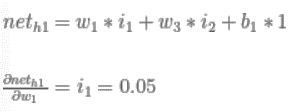 net_{h1} = w_1 * i_1 + w_3 * i_2 + b_1 * 1
∂net_{h1}/∂w_1 = i_1 = 0.05